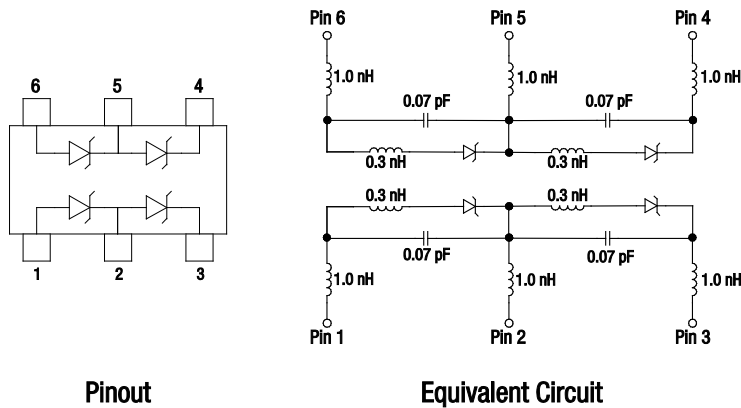 Pin 6 Pin 5 Pin 4
1.0 nH 1.0 nH 1.0 nH
6 5 4
0.07 pF 0.07 pF
0.3 nH 0.3 nH
0.3 nH 0.3 nH
0.07 pF 0.07 pF
1 2 3
1.0 nH 1.0 nH 1.0 nH
Pin 1 Pin 2 Pin 3
Pinout Equivalent Circuit